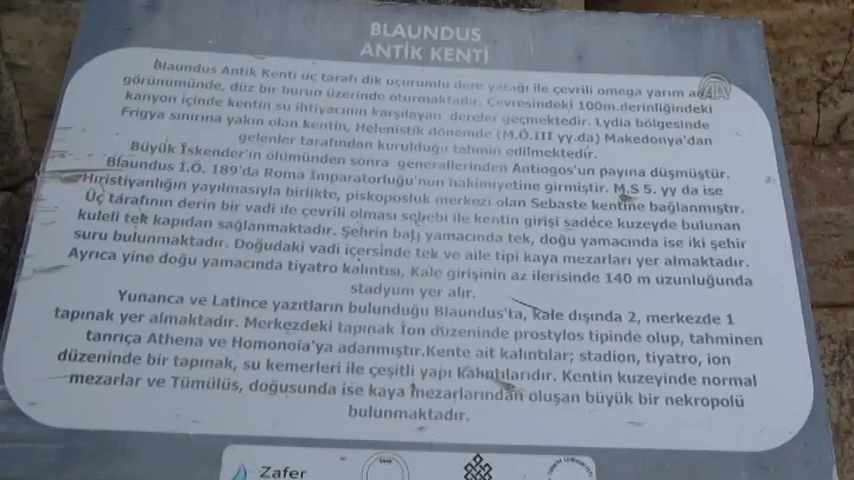 BLAUNDUS
ANTİK KENTİ
Blaundus Antik Kenti üç tarafı dik uçurumlu dere yatağı ile çevrili omega yarım ada
görünümünde, düz bir burun üzerinde oturmaktadır. Çevresindeki 100m.derinliğindeki
kanyon içinde kentin su ihtiyacının karşılayan dereler geçmektedir. Lydia bölgesinde
Frigya sınırına yakın olan kentin, Helenistik dönemde (M.Ö.III yy.da) Makedonya'dan
gelenler tarafından kurulduğu tahmin edilmektedir.
Büyük İskender'in ölümünden sonra generallerinden Antiogos'un payına düşmüştür.
Blaundus İ.Ö. 189'da Roma İmparatorluğu'nun hakimiyetine girmiştir. M.S 5. yy da ise
Hıristiyanlığın yayılmasıyla birlikte, piskoposluk merkezi olan Sebaste kentine bağlanmıştır.
Üç tarafının derin bir vadi ile çevrili olması sebebi ile kentin girişi sadece kuzeyde bulunan
kuleli tek kapıdan sağlanmaktadır. Şehrin batı yamacında tek, doğu yamacında ise iki şehir
suru bulunmaktadır. Doğudaki vadi içersinde tek ve aile tipi kaya mezarları yer almaktadır.
Ayrıca yine doğu yamacında tiyatro kalıntısı, Kale girişinin az ilerisinde 140 m uzunluğunda
stadyum yer alır.
Yunanca ve Latince yazıtların bulunduğu Blaundus'ta, kale dışında 2, merkezde 1
tapınak yer almaktadır. Merkezdeki tapınak İon düzeninde prostylos tipinde olup, tahminen
tanrıça Athena ve Homonoia'ya adanmıştır.Kente ait kalıntılar; stadion, tiyatro, ion
düzeninde bir tapınak, su kemerleri ile çeşitli yapı kalıntılarıdır. Kentin kuzeyinde normal
mezarlar ve Tümülüs, doğusunda ise kaya mezarlarından oluşan büyük bir nekropolü
bulunmaktadır.
Zafer